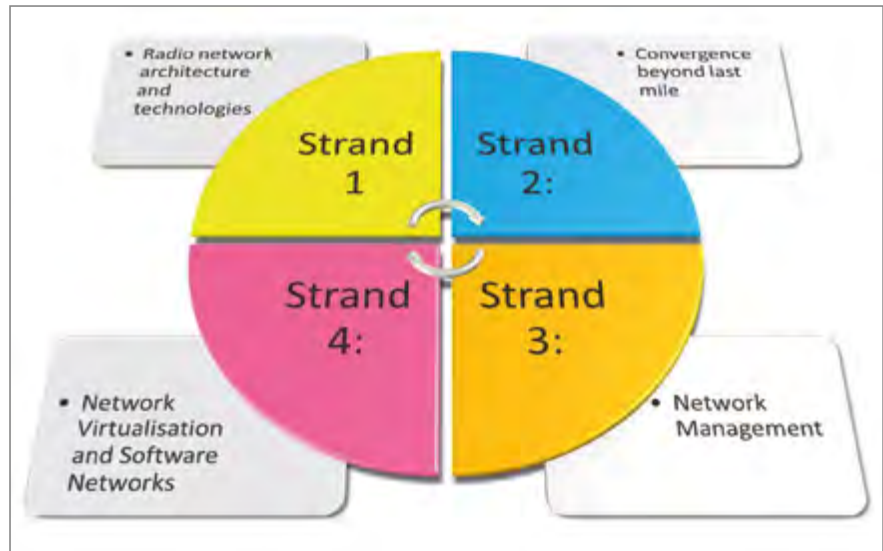 • Radio network
architecture
and
technologies
• Convergence
beyond last
mile
Strand
1
Strand
2:
Strand
4:
Strand
3:
• Network
Virtualisation
and Software
Networks
• Network
Management